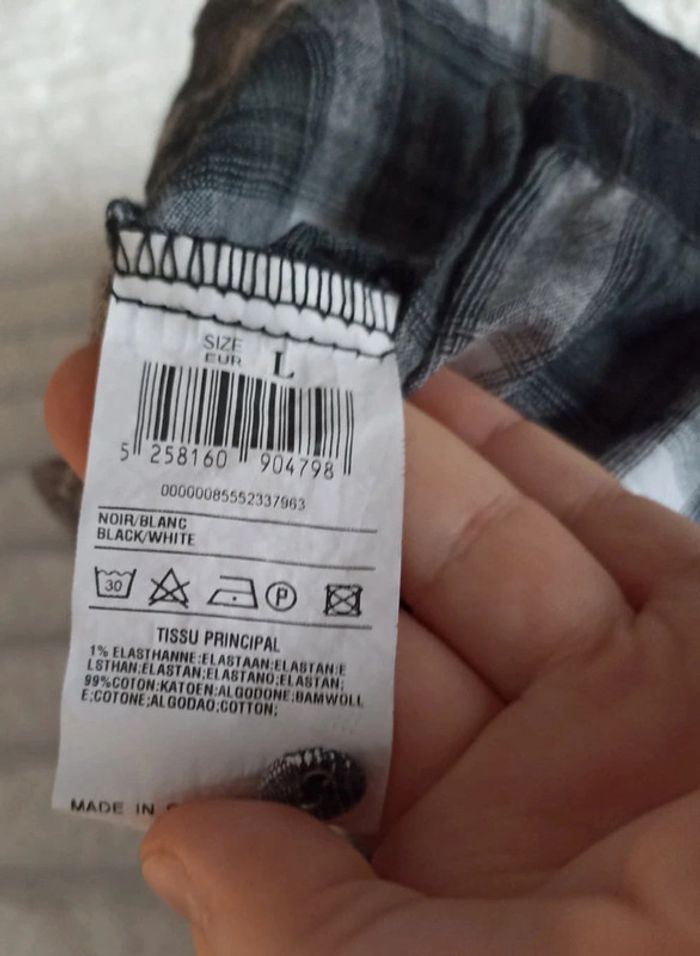 SIZE
EUR L
5 258160 904798
00000085552337963
NOIR/BLANC
BLACK/WHITE
30
P
TISSU PRINCIPAL
1% ELASTHANNE:ELASTAAN:ELASTAN:E
LSTHAN:ELASTAN;ELASTANO;ELASTAN;
99%COTON:KATOEN;ALGODONE;BAMWOLL
E;COTONE;ALGODAO;COTTON;
MADE IN